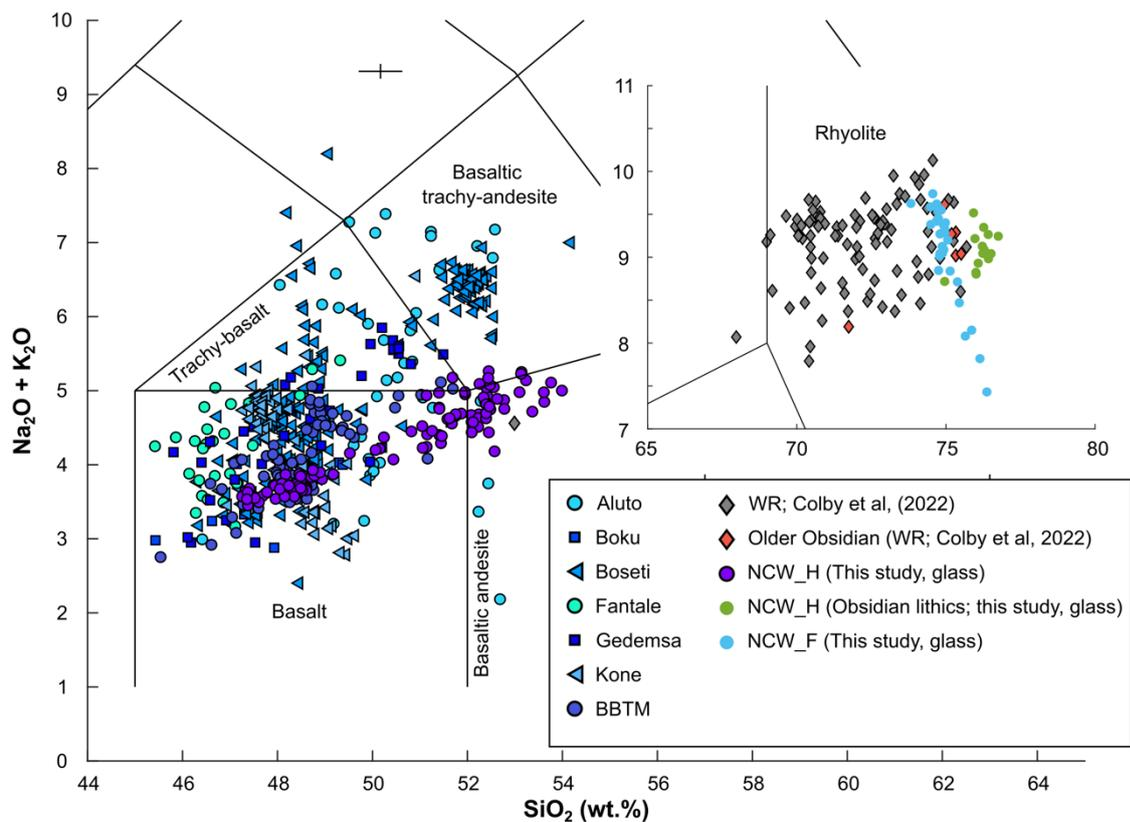 Na2O + K2O
10
9
8
7
6
5
4
3
2
1
0
44
46
48
50
52
54
56
58
60
62
64
SiO2 (wt.%)
Basaltic
trachy-andesite
Trachy-basalt
Basalt
Basaltic andesite
11
10
9
8
7
65
70
75
80
Rhyolite
Aluto
Boku
Boseti
Fantale
Gedemsa
Kone
BBTM
WR; Colby et al, (2022)
Older Obsidian (WR; Colby et al, 2022)
NCW_H (This study, glass)
NCW_H (Obsidian lithics; this study, glass)
NCW_F (This study, glass)